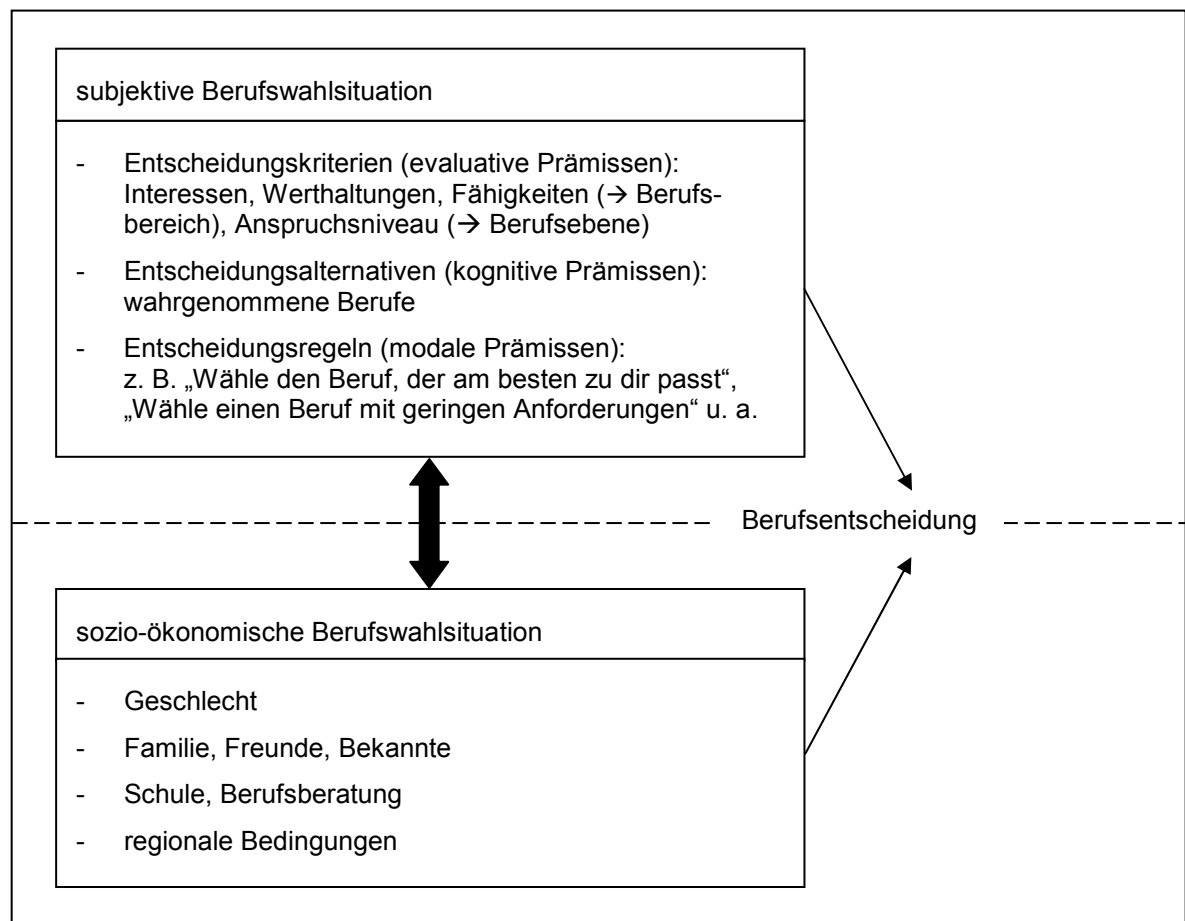 subjektive Berufswahlsituation
- Entscheidungskriterien (evaluative Prämissen):
Interessen, Werthaltungen, Fähigkeiten (→ Berufs-
bereich), Anspruchsniveau (→ Berufsebene)
- Entscheidungsalternativen (kognitive Prämissen):
wahrgenommene Berufe
- Entscheidungsregeln (modale Prämissen):
z. B. „Wähle den Beruf, der am besten zu dir passt“,
„Wähle einen Beruf mit geringen Anforderungen“ u. a.
Berufsentscheidung
sozio-ökonomische Berufswahlsituation
- Geschlecht
- Familie, Freunde, Bekannte
- Schule, Berufsberatung
- regionale Bedingungen